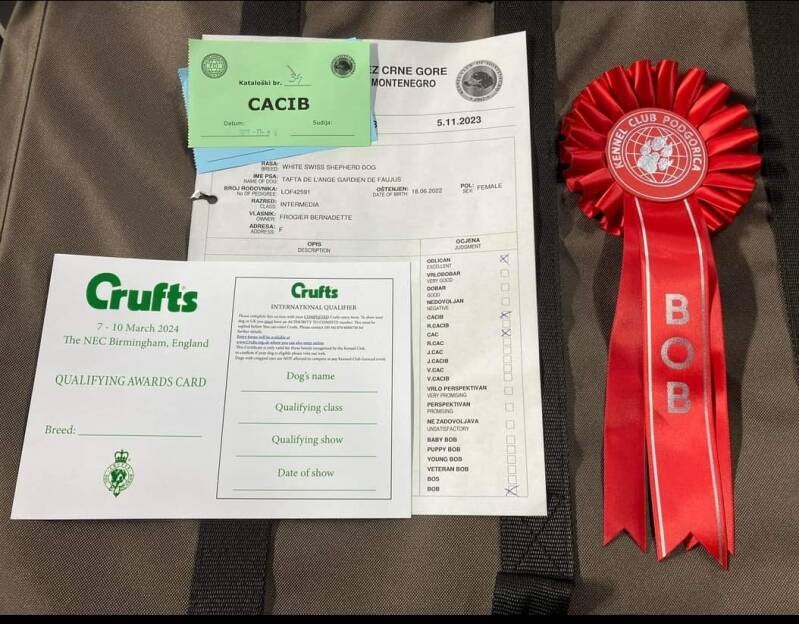 Kataloški br.
CACIB
Datum:
Sudija:
EZ CRNE GORE
MONTENEGRO
5.11.2023
RASA: WHITE SWISS SHEPHERD DOG
BREED:
IME PSA: TAFTA DE L'ANGE GARDIEN DE FAUJUS
NAME OF DOG:
BROJ RODOVNIKA: LOF42591 OŠTENJEN: 18.06.2022 POL: FEMALE
No OF PEDIGREE: DATE OF BIRTH: SEX:
RAZRED: INTERMEDIA
CLASS:
VLASNIK: FROGIER BERNADETTE
OWNER:
ADRESA: F
ADDRESS:
OPIS
DESCRIPTION
OCJENA
JUDGMENT
ODLIČAN
EXCELLENT
VRLODOBAR
VERY GOOD
DOBAR
GOOD
NEDOVOLJAN
NEGATIVE
CACIB
R.CACIB
CAC
R.CAC
J.CAC
J.CACIB
V.CAC
V.CACIB
VRLO PERSPEKTIVAN
VERY PROMISING
PERSPEKTIVAN
PROMISING
NE ZADOVOLJAVA
UNSATISFACTORY
BABY BOB
PUPPY BOB
YOUNG BOB
VETERAN BOB
BOS
BOB
Crufts
7 - 10 March 2024
The NEC Birmingham, England
QUALIFYING AWARDS CARD
Breed:
Crufts
INTERNATIONAL QUALIFIER
Dog's name
Qualifying class
Qualifying show
Date of show
KENNEL CLUB PODGORICA
BOB